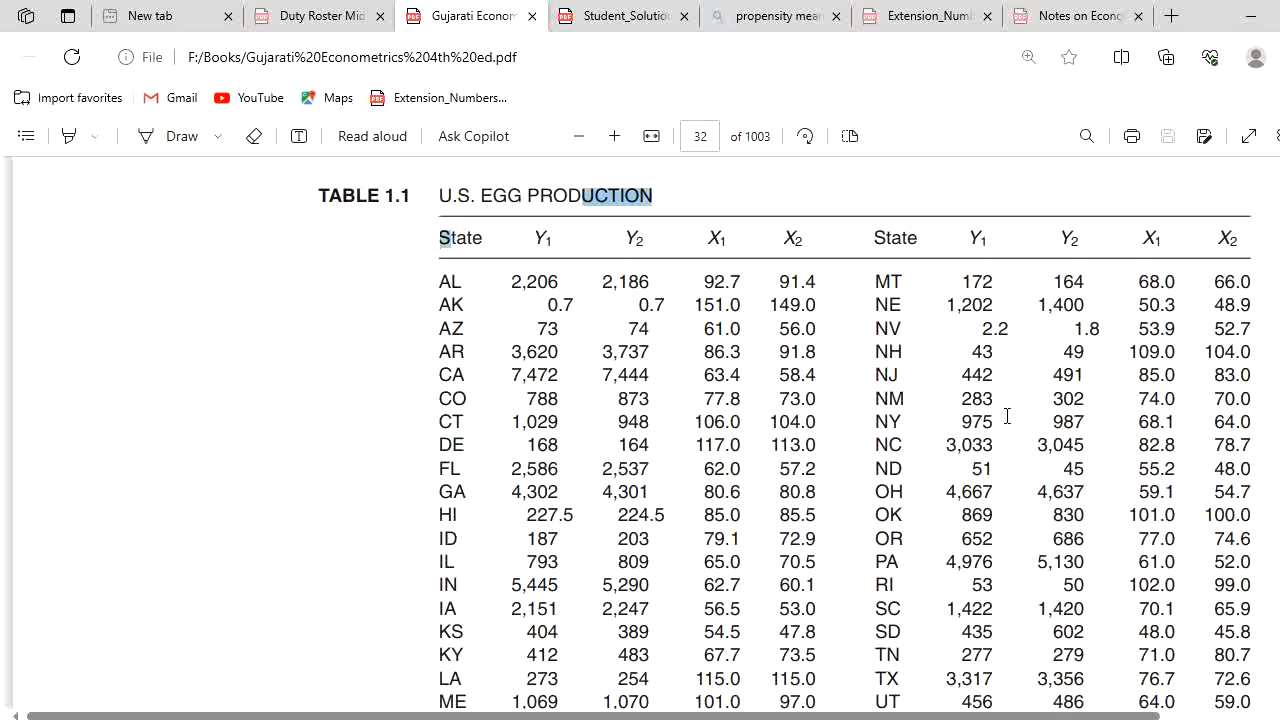 New tab
Duty Roster Mid
Gujarati Econom
Student_Solutio
propensity mean
Extension_Numb
Notes on Econo
File F:/Books/Gujarati%20Econometrics%204th%20ed.pdf
Import favorites Gmail YouTube Maps Extension_Numbers...
Draw Read aloud Ask Copilot 32 of 1003
TABLE 1.1 U.S. EGG PRODUCTION
State Y1 Y2 X1 X2 State Y1 Y2 X1 X2
AL 2,206 2,186 92.7 91.4 MT 172 164 68.0 66.0
AK 0.7 0.7 151.0 149.0 NE 1,202 1,400 50.3 48.9
AZ 73 74 61.0 56.0 NV 2.2 1.8 53.9 52.7
AR 3,620 3,737 86.3 91.8 NH 43 49 109.0 104.0
CA 7,472 7,444 63.4 58.4 NJ 442 491 85.0 83.0
CO 788 873 77.8 73.0 NM 283 302 74.0 70.0
CT 1,029 948 106.0 104.0 NY 975 987 68.1 64.0
DE 168 164 117.0 113.0 NC 3,033 3,045 82.8 78.7
FL 2,586 2,537 62.0 57.2 ND 51 45 55.2 48.0
GA 4,302 4,301 80.6 80.8 OH 4,667 4,637 59.1 54.7
HI 227.5 224.5 85.0 85.5 OK 869 830 101.0 100.0
ID 187 203 79.1 72.9 OR 652 686 77.0 74.6
IL 793 809 65.0 70.5 PA 4,976 5,130 61.0 52.0
IN 5,445 5,290 62.7 60.1 RI 53 50 102.0 99.0
IA 2,151 2,247 56.5 53.0 SC 1,422 1,420 70.1 65.9
KS 404 389 54.5 47.8 SD 435 602 48.0 45.8
KY 412 483 67.7 73.5 TN 277 279 71.0 80.7
LA 273 254 115.0 115.0 TX 3,317 3,356 76.7 72.6
ME 1,069 1,070 101.0 97.0 UT 456 486 64.0 59.0